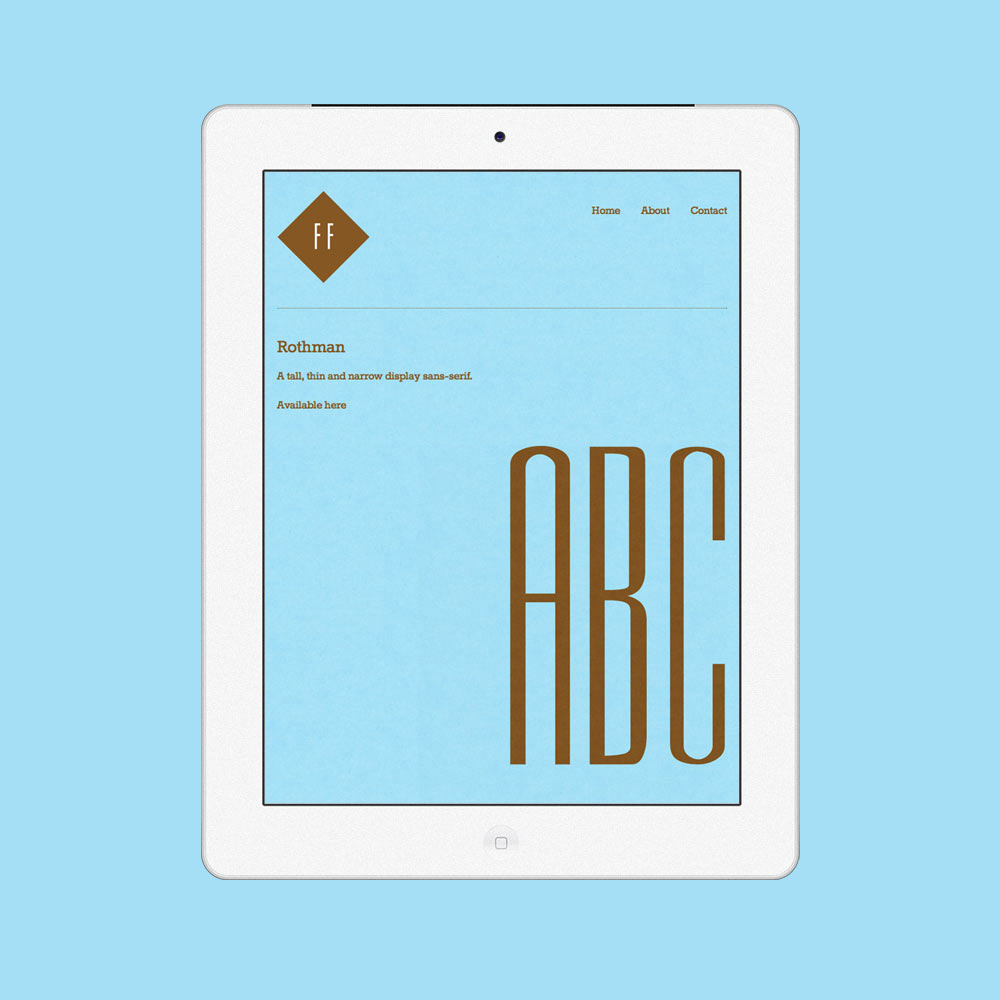 FF
Home About Contact
Rothman
A tall, thin and narrow display sans-serif.
Available here
ABC